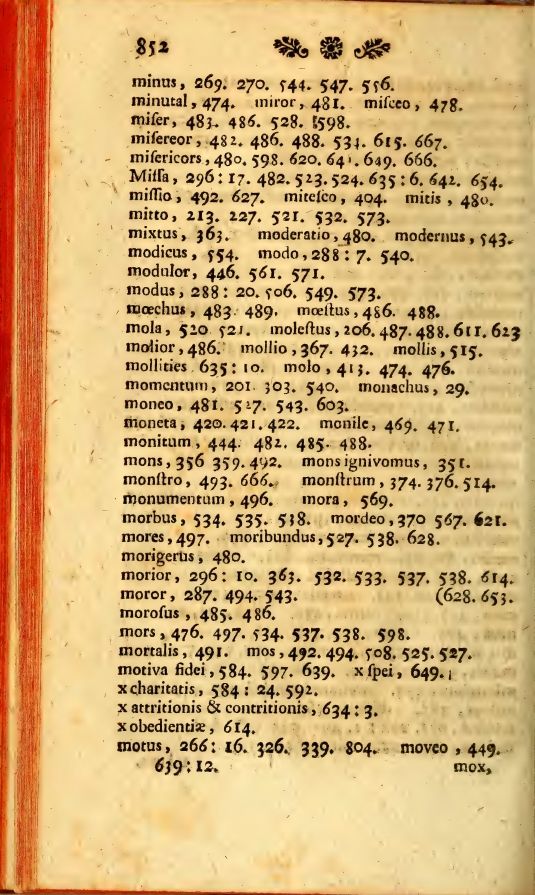 852
minus, 269. 270. 544. 547. 556.
minutal, 474. miror, 481. miſceo, 478.
miſer, 483. 486. 528. 598.
miſereor, 482. 486. 488. 534. 615. 667.
miſericors, 480. 598. 620. 641. 649. 666.
Miſſa, 296: 17. 482. 523. 524. 635: 6. 642. 654.
miſſio, 492. 627. miteſco, 404. mitis, 480.
mitto, 213. 227. 521. 532. 573.
mixtus, 363. moderatio, 480. modernus, 543.
modicus, 554. modo, 288: 7. 540.
modulor, 446. 561. 571.
modus, 288: 20. 506. 549. 573.
mœchus, 483. 489. mœſtus, 486. 488.
mola, 520 521. moleſtus, 206. 487. 488. 611. 623
molior, 486. mollio, 367. 432. mollis, 515.
mollities 635: 10. molo, 413. 474. 476.
momentum, 201. 303. 540. monachus, 29.
moneo, 481. 527. 543. 603.
moneta, 420. 421. 422. monile, 469. 471.
monitum, 444. 482. 485. 488.
mons, 356 359. 492. mons ignivomus, 351.
monſtro, 493. 666. monſtrum, 374. 376. 514.
monumentum, 496. mora, 569.
morbus, 534. 535. 538. mordeo, 370 567. 621.
mores, 497. moribundus, 527. 538. 628.
morigerus, 480.
morior, 296: 10. 363. 532. 533. 537. 538. 614.
moror, 287. 494. 543. (628. 653.
moroſus, 485. 486.
mors, 476. 497. 534. 537. 538. 598.
mortalis, 491. mos, 492. 494. 508. 525. 527.
motiva fidei, 584. 597. 639. x ſpei, 649.
x charitatis, 584: 24. 592.
x attritionis & contritionis, 634: 3.
x obedientiæ, 614.
motus, 266: 16. 326. 339. 804. moveo, 449.
639: 12. mox,